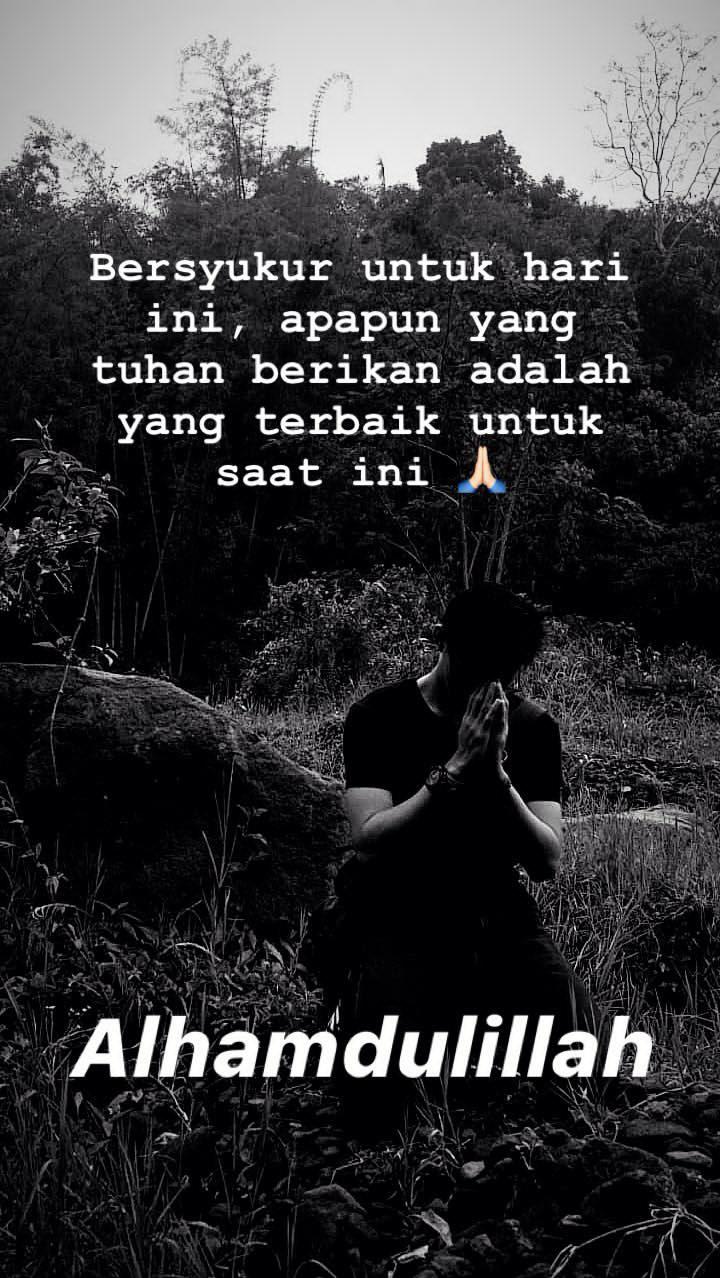 Bersyukur untuk hari
ini, apapun yang
tuhan berikan adalah
yang terbaik untuk
saat ini 🙏🏻
Alhamdulillah